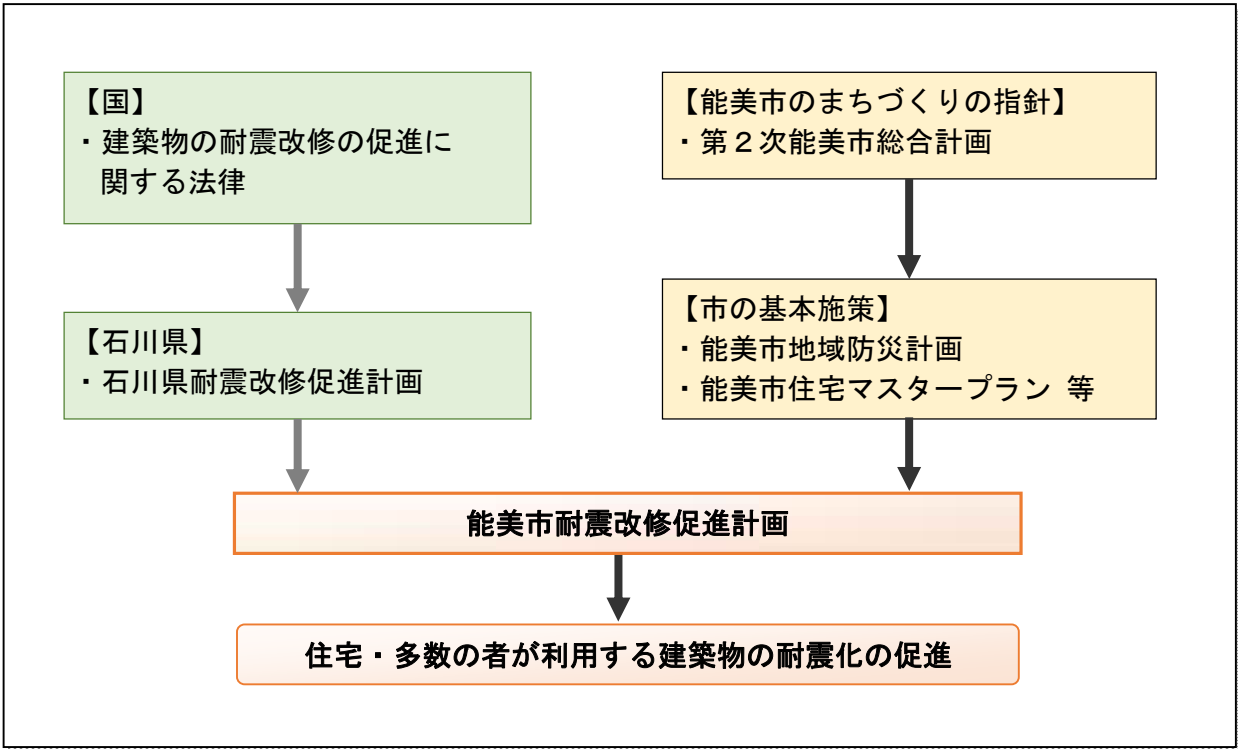 【国】
・建築物の耐震改修の促進に
関する法律
【石川県】
・石川県耐震改修促進計画
【能美市のまちづくりの指針】
・第２次能美市総合計画
【市の基本施策】
・能美市地域防災計画
・能美市住宅マスタープラン 等
能美市耐震改修促進計画
住宅・多数の者が利用する建築物の耐震化の促進